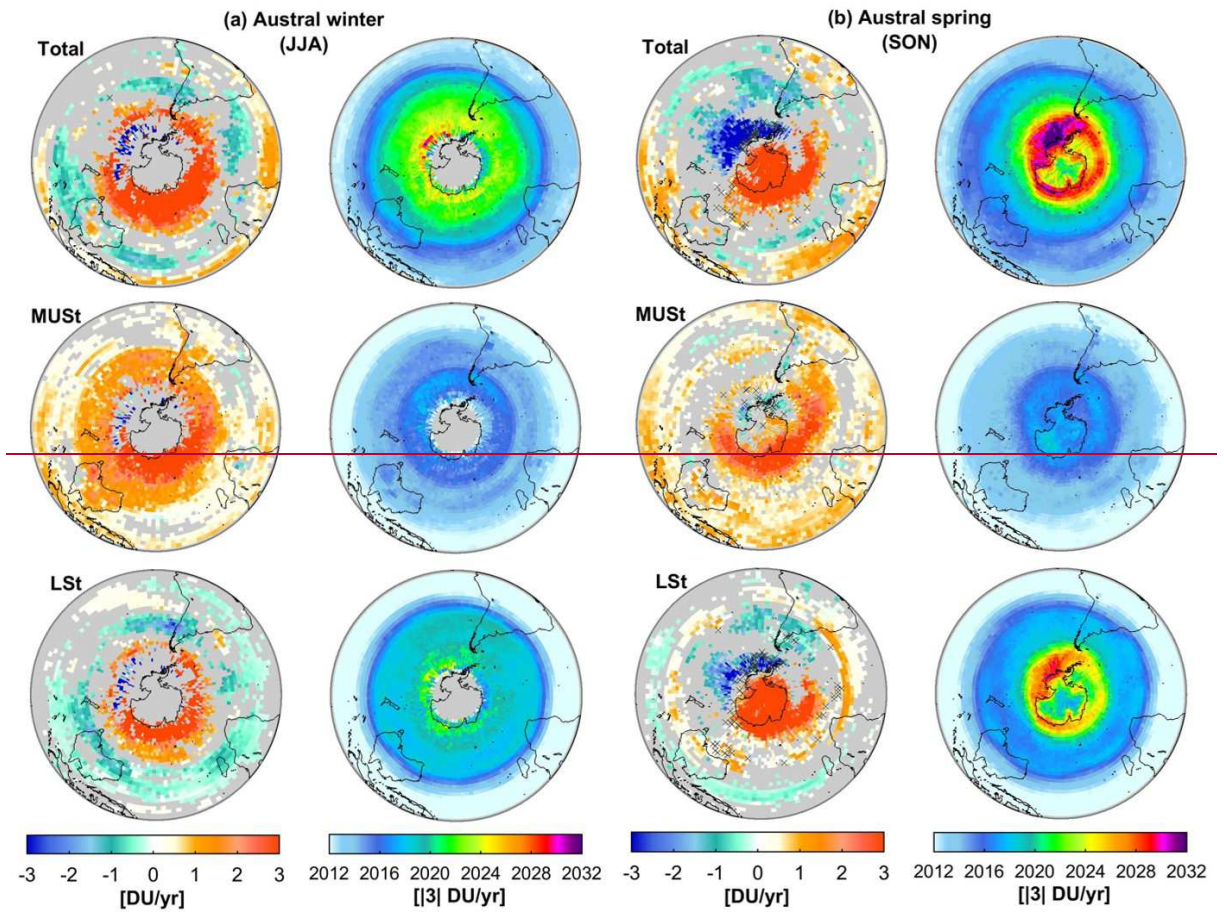 (a) Austral winter
(JJA)
(b) Austral spring
(SON)
Total
Total
MUSt
MUSt
LSt
LSt
-3 -2 -1 0 1 2 3
[DU/yr]
2012 2016 2020 2024 2028 2032
[|3| DU/yr]
-3 -2 -1 0 1 2 3
[DU/yr]
2012 2016 2020 2024 2028 2032
[|3| DU/yr]